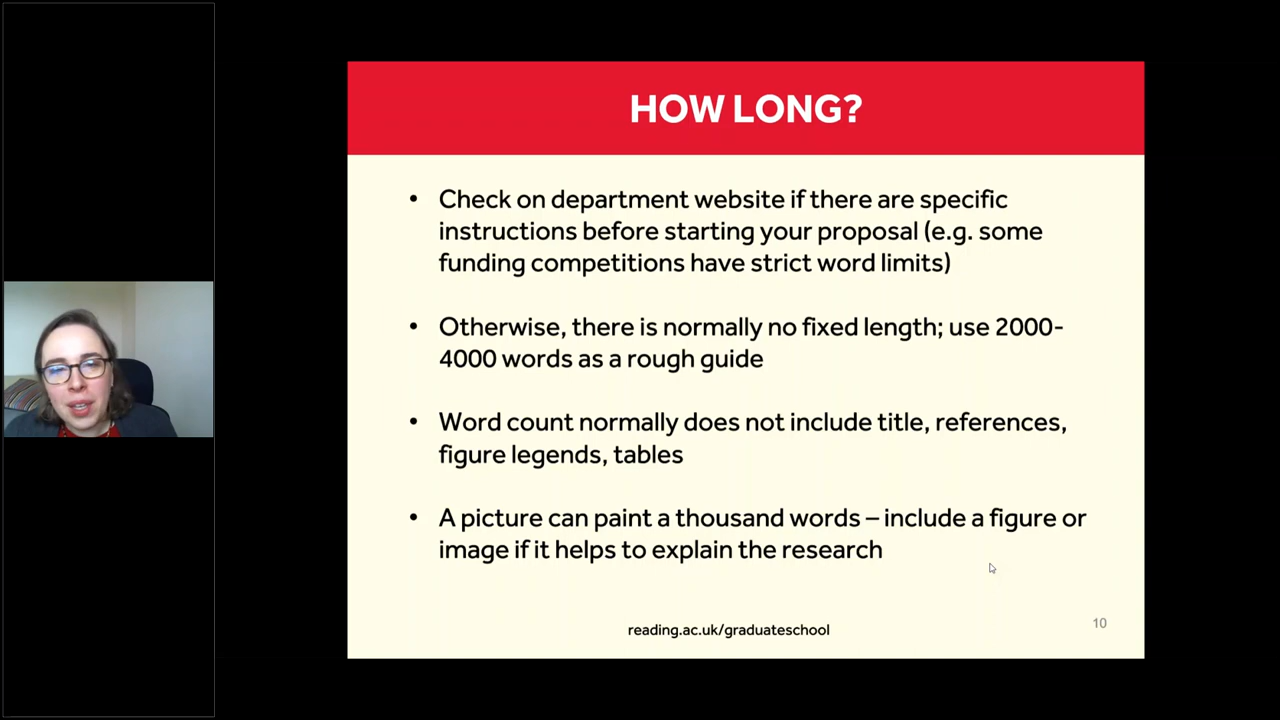 HOW LONG?
• Check on department website if there are specific
instructions before starting your proposal (e.g. some
funding competitions have strict word limits)
• Otherwise, there is normally no fixed length; use 2000-
4000 words as a rough guide
• Word count normally does not include title, references,
figure legends, tables
• A picture can paint a thousand words – include a figure or
image if it helps to explain the research
reading.ac.uk/graduateschool
10